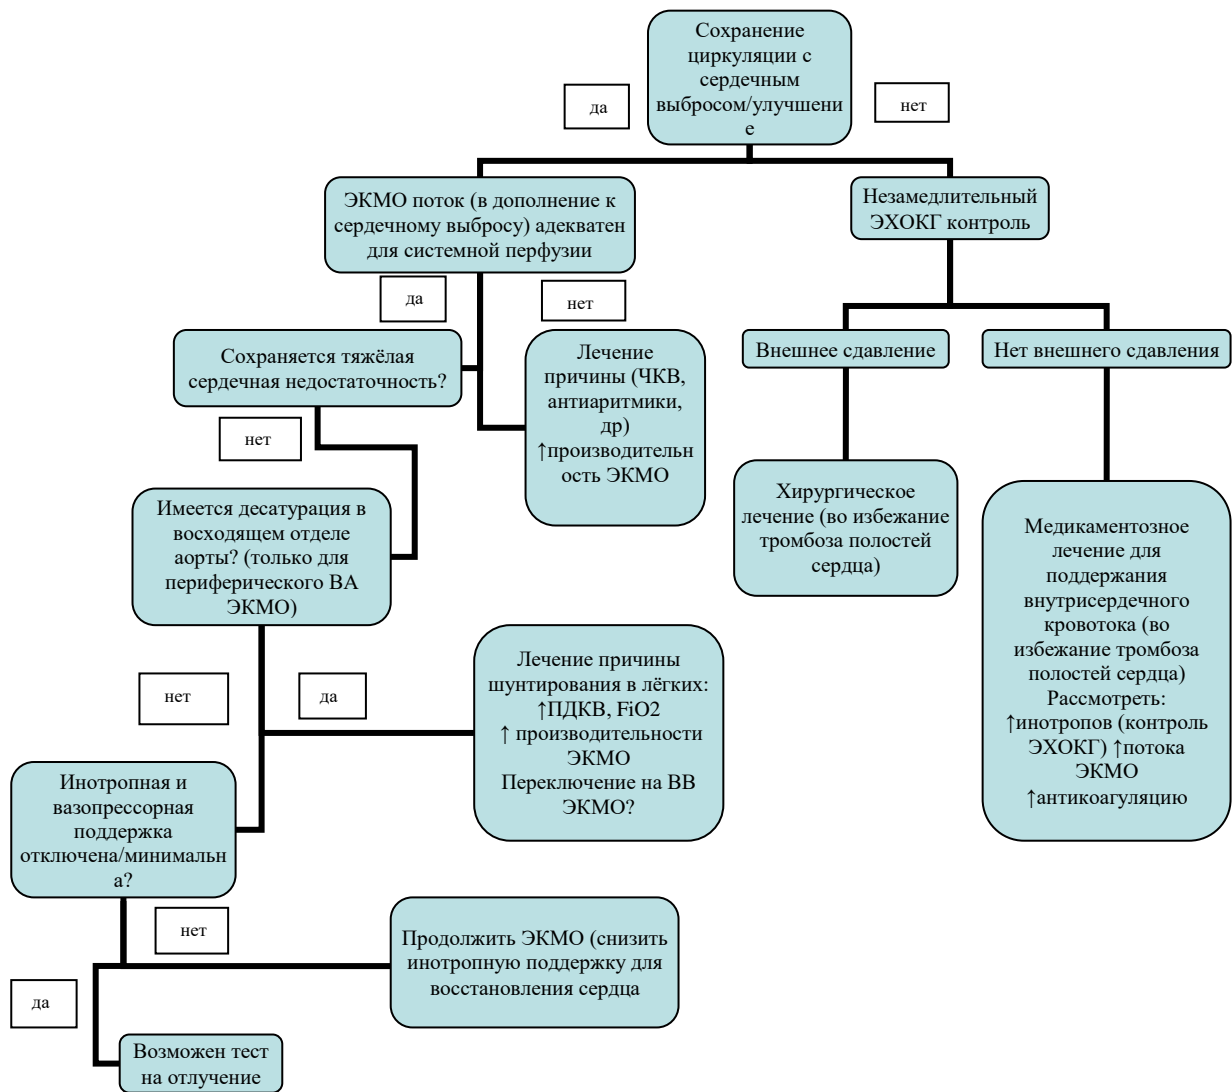 Сохранение
циркуляции с
сердечным
выбросом/улучшени
е
да
нет
ЭКМО поток (в дополнение к
сердечному выбросу) адекватен
для системной перфузии
Незамедлительный
ЭХОКГ контроль
да
нет
Сохраняется тяжёлая
сердечная недостаточность?
Лечение
причины (ЧКВ,
антиаритмики,
др)
↑производительн
ость ЭКМО
Внешнее сдавление
Нет внешнего сдавления
нет
Хирургическое
лечение (во избежание
тромбоза полостей
сердца)
Медикаментозное
лечение для
поддержания
внутрисердечного
кровотока (во
избежание тромбоза
полостей сердца)
Рассмотреть:
↑инотропов (контроль
ЭХОКГ) ↑потока
ЭКМО
↑антикоагуляцию
Имеется десатурация в
восходящем отделе
аорты? (только для
периферического ВА
ЭКМО)
нет
да
Лечение причины
шунтирования в лёгких:
↑ПДКВ, FiO2
↑ производительности
ЭКМО
Переключение на ВВ
ЭКМО?
Инотропная и
вазопрессорная
поддержка
отключена/минимальн
а?
нет
да
Продолжить ЭКМО (снизить
инотропную поддержку для
восстановления сердца
Возможен тест
на отлучение